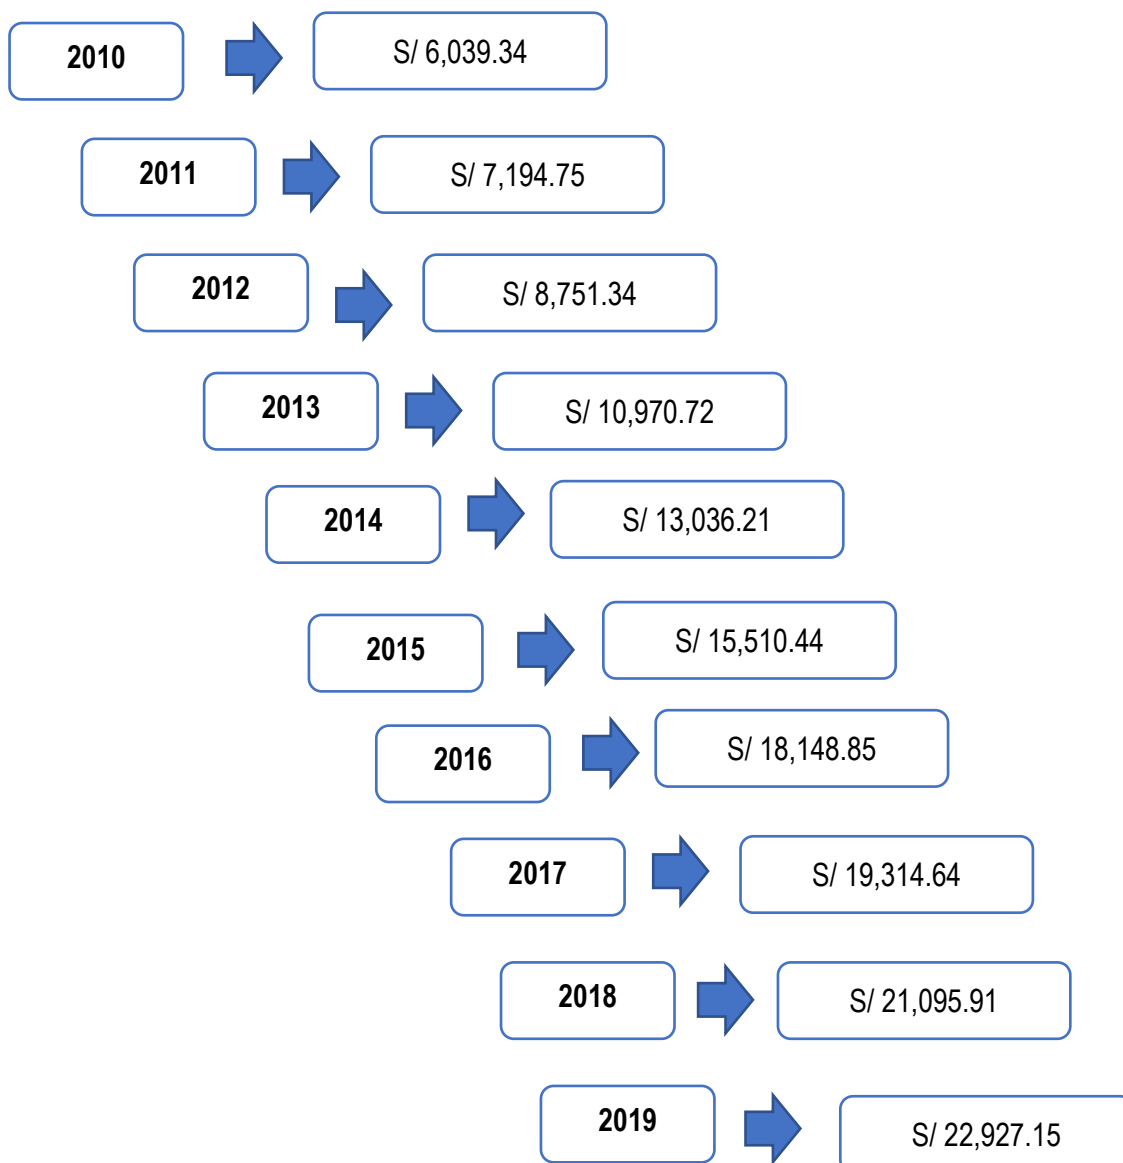 2010
S/ 6,039.34
2011
S/ 7,194.75
2012
S/ 8,751.34
2013
S/ 10,970.72
2014
S/ 13,036.21
2015
S/ 15,510.44
2016
S/ 18,148.85
2017
S/ 19,314.64
2018
S/ 21,095.91
2019
S/ 22,927.15